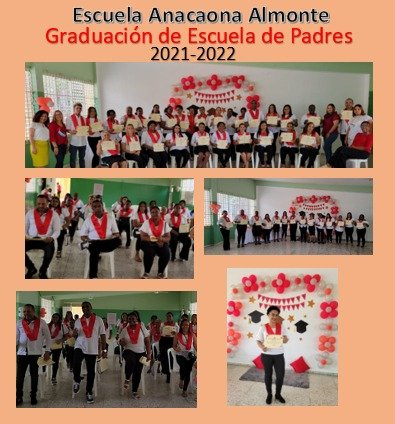 Escuela Anacaona Almonte
Graduación de Escuela de Padres
2021-2022